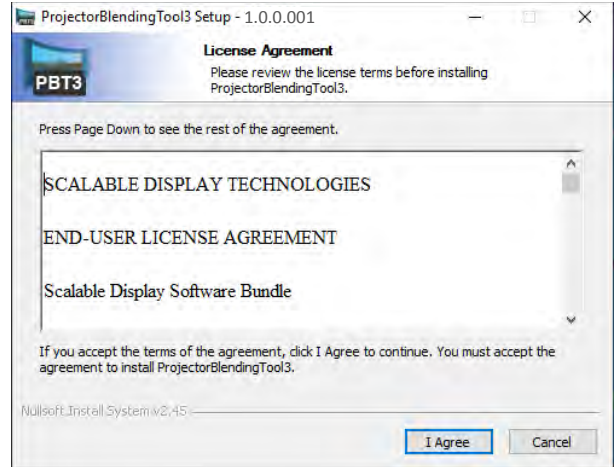 ProjectorBlendingTool3 Setup - 1.0.0.001
License Agreement
Please review the license terms before installing
ProjectorBlendingTool3.
PBT3
Press Page Down to see the rest of the agreement.
SCALABLE DISPLAY TECHNOLOGIES
END-USER LICENSE AGREEMENT
Scalable Display Software Bundle
If you accept the terms of the agreement, click I Agree to continue. You must accept the
agreement to install ProjectorBlendingTool3.
Nullsoft Install System v2.45
I Agree
Cancel